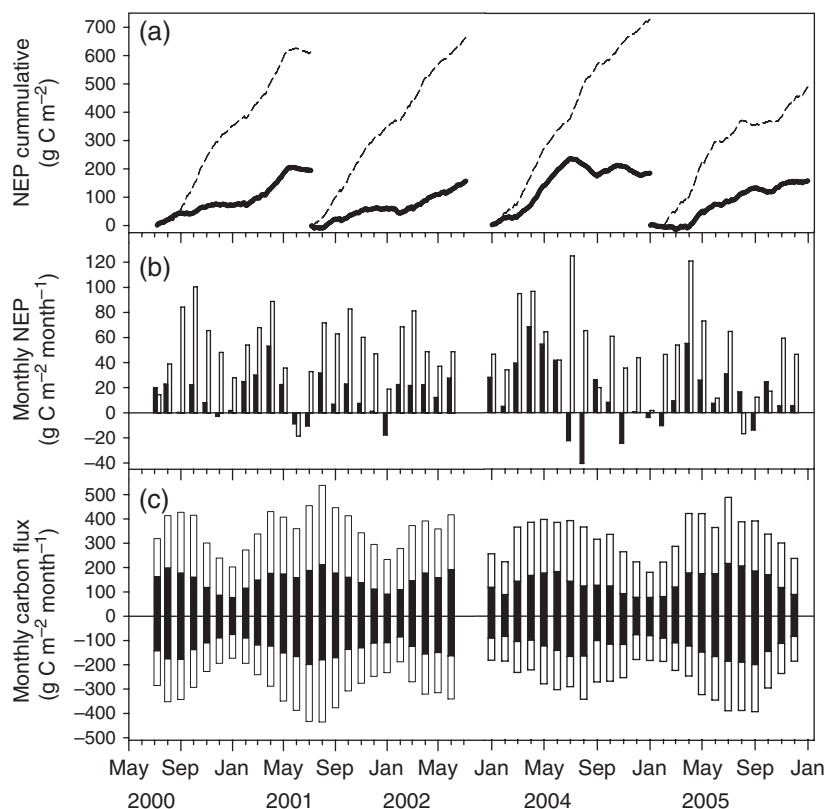 (a)
700
600
500
400
300
200
100
0
NEP cummulative
(g C m⁻²)
(b)
120
100
80
60
40
20
0
−20
−40
Monthly NEP
(g C m⁻² month⁻¹)
(c)
500
400
300
200
100
0
−100
−200
−300
−400
−500
Monthly carbon flux
(g C m⁻² month⁻¹)
May Sep Jan May Sep Jan May Jan May Sep Jan May Sep Jan
2000 2001 2002 2004 2005